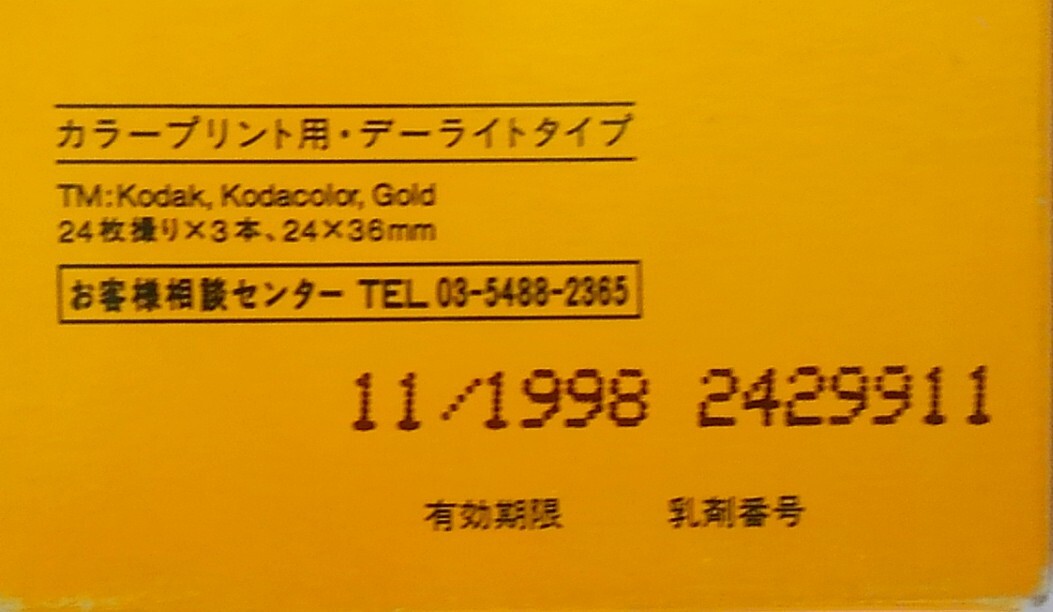 カラープリント用・デーライトタイプ
TM:Kodak, Kodacolor, Gold
24枚撮り×3本、24×36mm
お客様相談センター TEL 03-5488-2365
11/1998 2429911
有効期限 乳剤番号